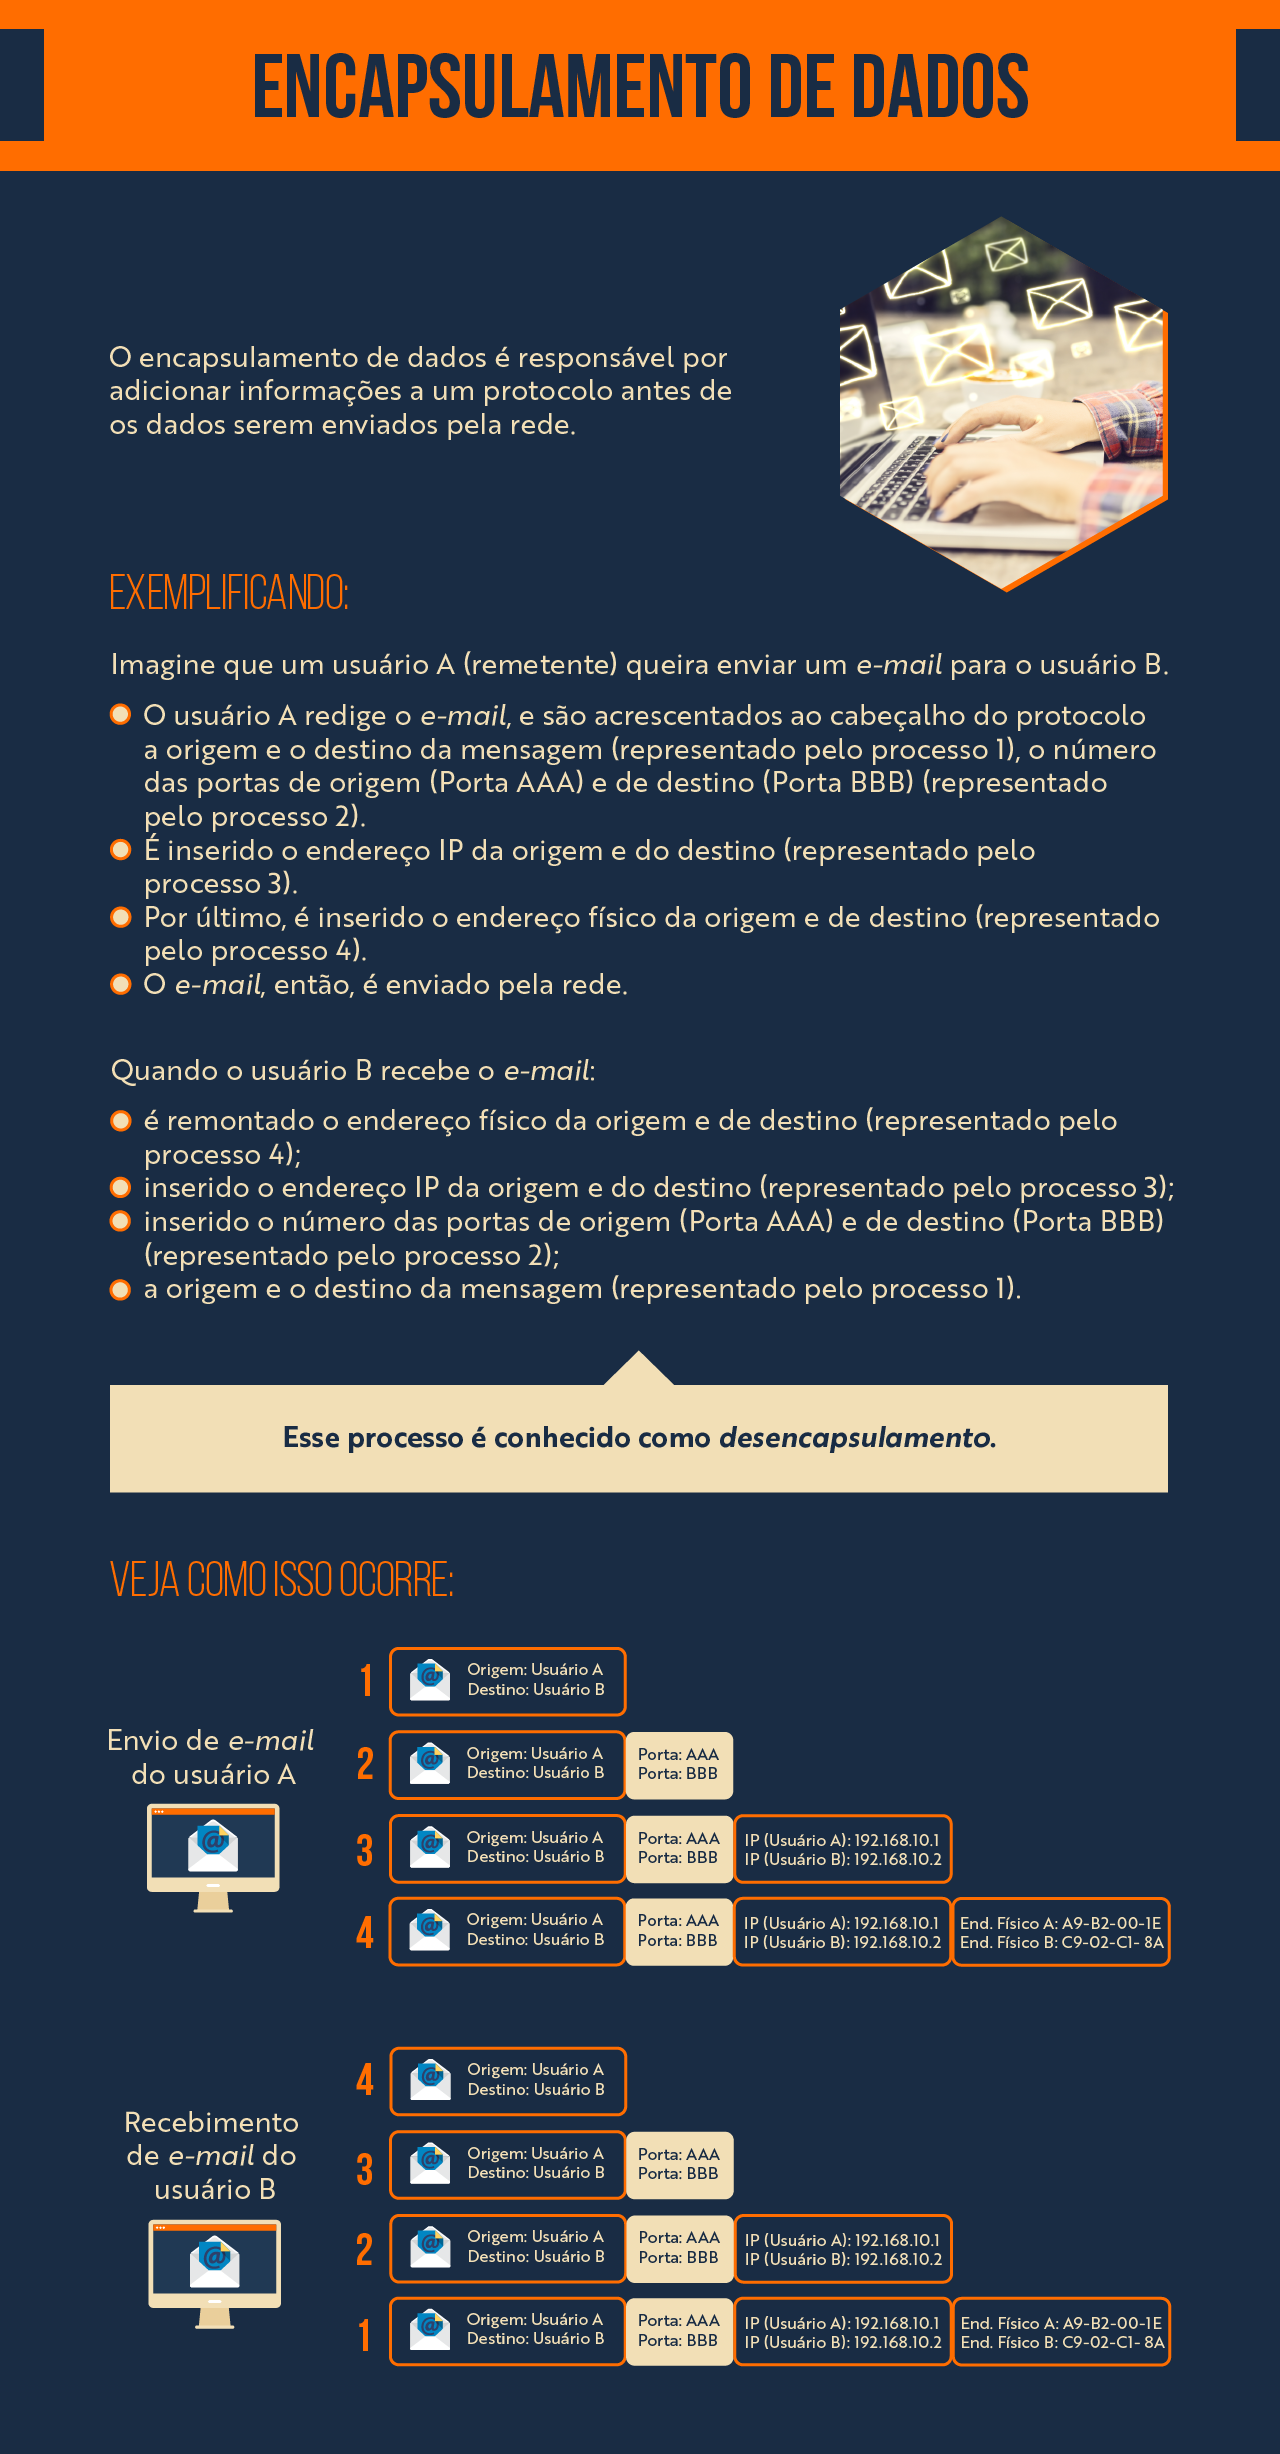 ENCAPSULAMENTO DE DADOS
O encapsulamento de dados é responsável por
adicionar informações a um protocolo antes de
os dados serem enviados pela rede.
EXEMPLIFICANDO:
Imagine que um usuário A (remetente) queira enviar um e-mail para o usuário B.
O usuário A redige o e-mail, e são acrescentados ao cabeçalho do protocolo
a origem e o destino da mensagem (representado pelo processo 1), o número
das portas de origem (Porta AAA) e de destino (Porta BBB) (representado
pelo processo 2).
É inserido o endereço IP da origem e do destino (representado pelo
processo 3).
Por último, é inserido o endereço físico da origem e de destino (representado
pelo processo 4).
O e-mail, então, é enviado pela rede.
Quando o usuário B recebe o e-mail:
é remontado o endereço físico da origem e de destino (representado pelo
processo 4);
inserido o endereço IP da origem e do destino (representado pelo processo 3);
inserido o número das portas de origem (Porta AAA) e de destino (Porta BBB)
(representado pelo processo 2);
a origem e o destino da mensagem (representado pelo processo 1).
Esse processo é conhecido como desencapsulamento.
VEJA COMO ISSO OCORRE:
Envio de e-mail
do usuário A
1
Origem: Usuário A
Destino: Usuário B
2
Origem: Usuário A
Destino: Usuário B
Porta: AAA
Porta: BBB
3
Origem: Usuário A
Destino: Usuário B
Porta: AAA
Porta: BBB
IP (Usuário A): 192.168.10.1
IP (Usuário B): 192.168.10.2
4
Origem: Usuário A
Destino: Usuário B
Porta: AAA
Porta: BBB
IP (Usuário A): 192.168.10.1
IP (Usuário B): 192.168.10.2
End. Físico A: A9-B2-00-1E
End. Físico B: C9-02-C1- 8A
Recebimento
de e-mail do
usuário B
4
Origem: Usuário A
Destino: Usuário B
3
Origem: Usuário A
Destino: Usuário B
Porta: AAA
Porta: BBB
2
Origem: Usuário A
Destino: Usuário B
Porta: AAA
Porta: BBB
IP (Usuário A): 192.168.10.1
IP (Usuário B): 192.168.10.2
1
Origem: Usuário A
Destino: Usuário B
Porta: AAA
Porta: BBB
IP (Usuário A): 192.168.10.1
IP (Usuário B): 192.168.10.2
End. Físico A: A9-B2-00-1E
End. Físico B: C9-02-C1- 8A